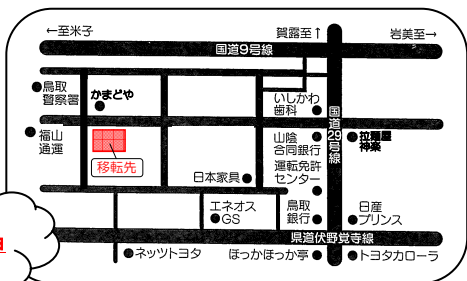 ←至米子
賀露至↑
岩美至→
国道9号線
鳥取
警察署
かまどや
いしかわ
歯科
国道29号線
福山
通運
移転先
山陰
合同銀行
拉麺屋
神楽
運転免許
センター
日本家具
エネオス
GS
鳥取
銀行
日産
プリンス
県道伏野覚寺線
ネッツトヨタ
ほっかほっか亭
トヨタカローラ